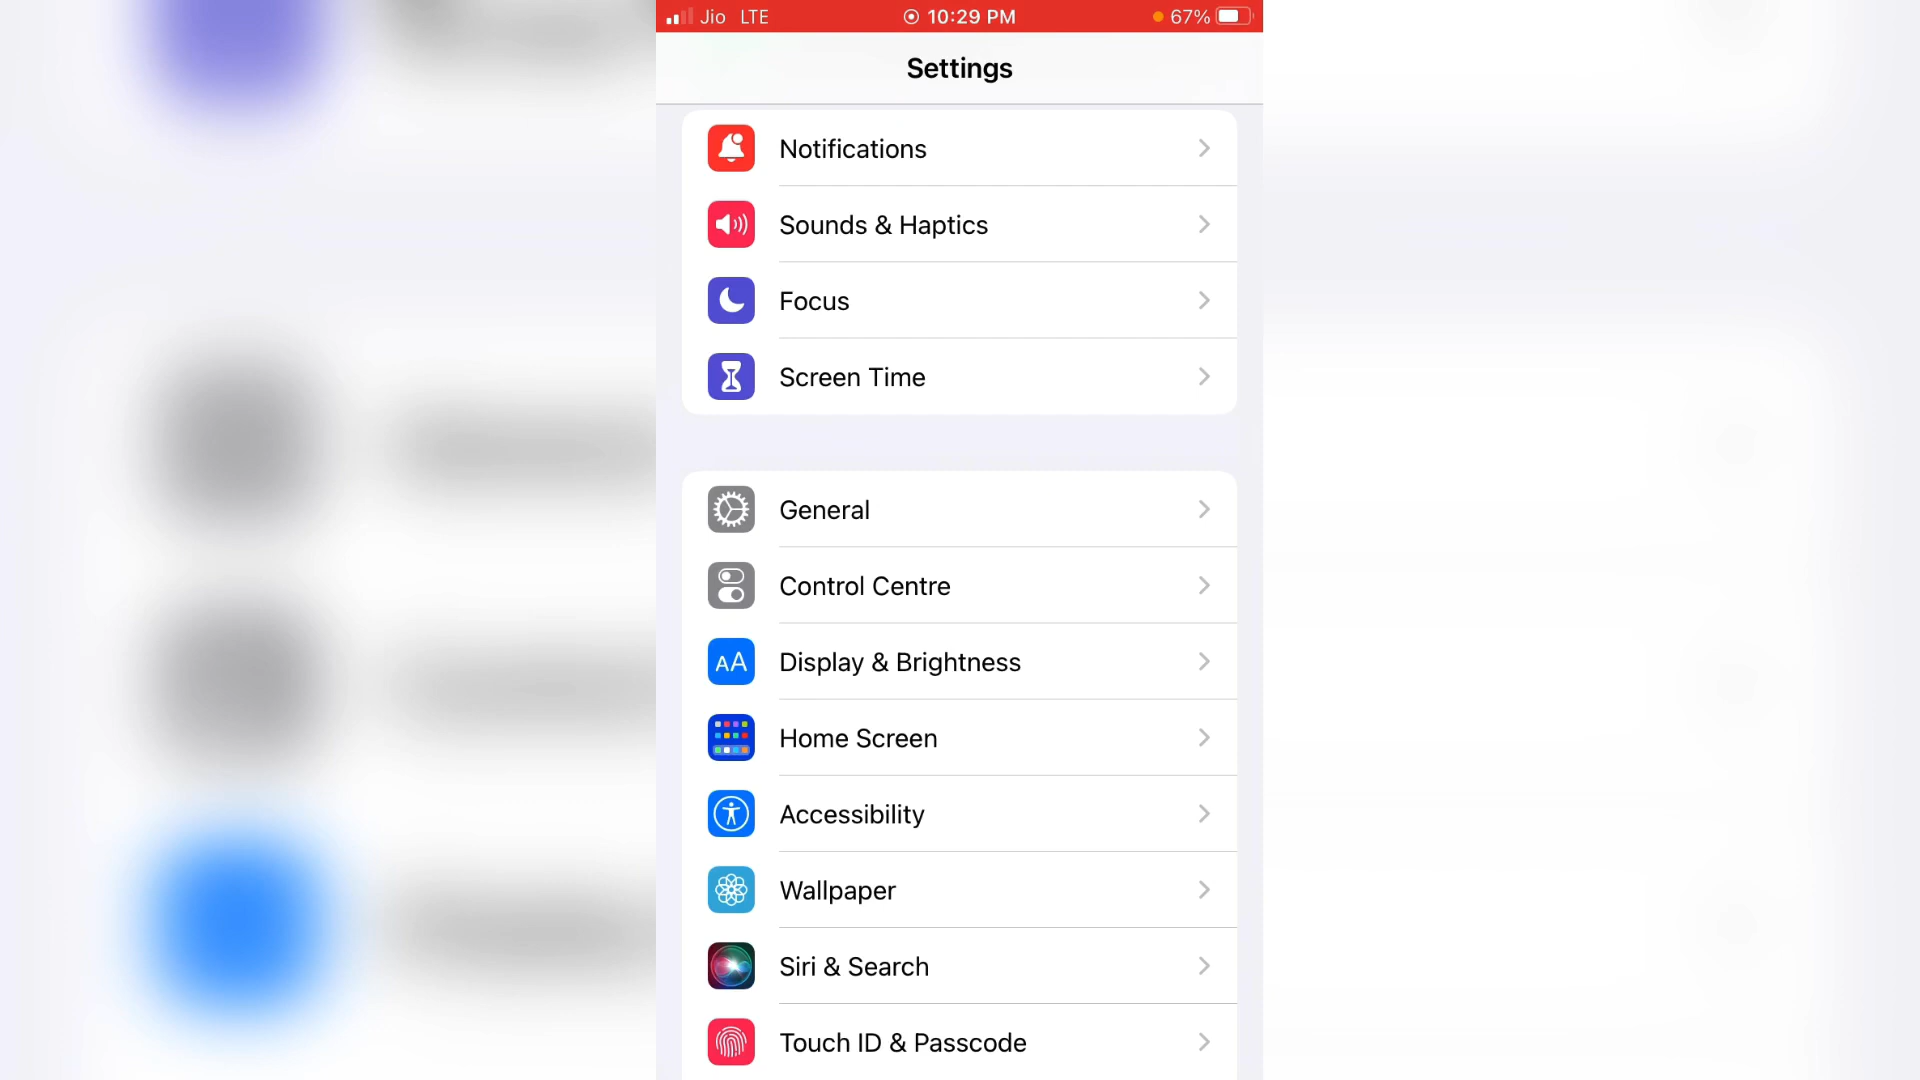 Jio LTE 10:29 PM 67%
Settings
Notifications
Sounds & Haptics
Focus
Screen Time
General
Control Centre
AA Display & Brightness
Home Screen
Accessibility
Wallpaper
Siri & Search
Touch ID & Passcode